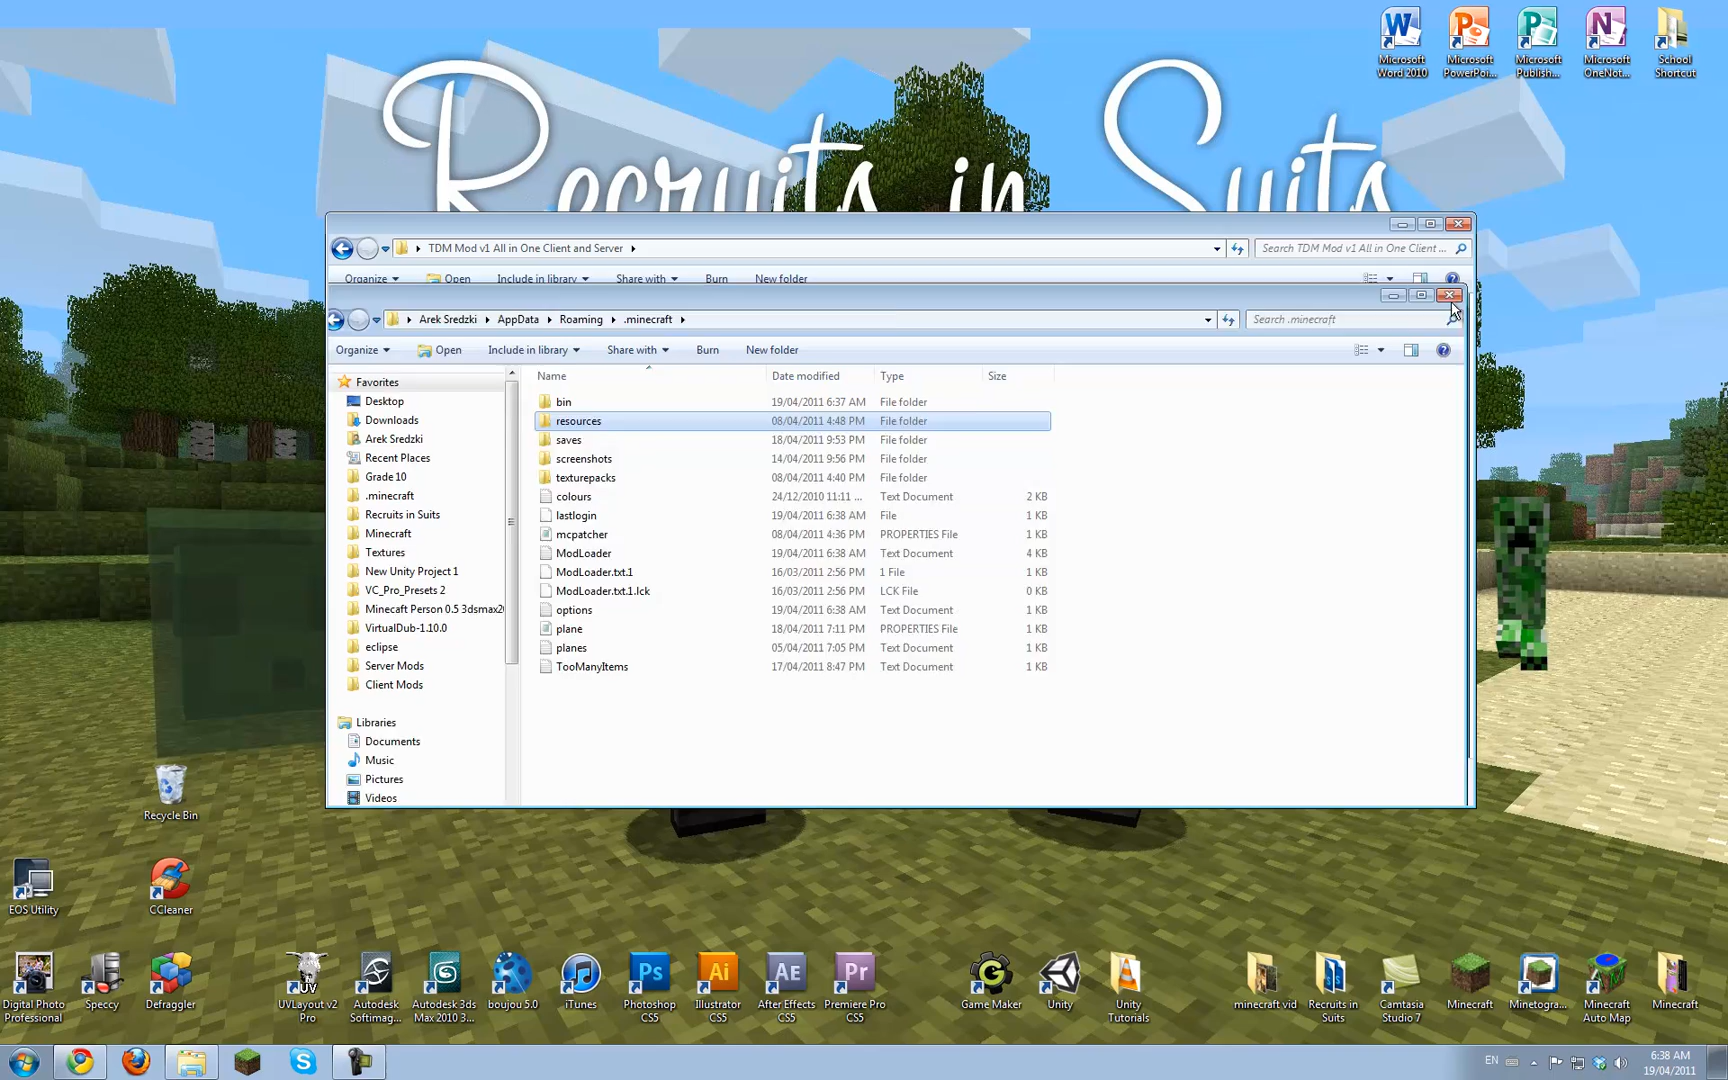 Microsoft Word 2010
Microsoft PowerPoi...
Microsoft Publish...
Microsoft OneNot...
School Shortcut
Recruits in Suits
TDM Mod v1 All in One Client and Server
Search TDM Mod v1 All in One Client ...
Organize Open Include in library Share with Burn New folder
Arek Sredzki AppData Roaming .minecraft
Search .minecraft
Organize Open Include in library Share with Burn New folder
Name Date modified Type Size
Favorites
Desktop
Downloads
Arek Sredzki
Recent Places
Grade 10
.minecraft
Recruits in Suits
Minecraft
Textures
New Unity Project 1
VC_Pro_Presets 2
Minecaft Person 0.5 3dsmax20
VirtualDub-1.10.0
eclipse
Server Mods
Client Mods
Libraries
Documents
Music
Pictures
Videos
bin 19/04/2011 6:37 AM File folder
resources 08/04/2011 4:48 PM File folder
saves 18/04/2011 9:53 PM File folder
screenshots 14/04/2011 9:56 PM File folder
texturepacks 08/04/2011 4:40 PM File folder
colours 24/12/2010 11:11 ... Text Document 2 KB
lastlogin 19/04/2011 6:38 AM File 1 KB
mcpatcher 08/04/2011 4:36 PM PROPERTIES File 1 KB
ModLoader 19/04/2011 6:38 AM Text Document 4 KB
ModLoader.txt.1 16/03/2011 2:56 PM 1 File 1 KB
ModLoader.txt.1.lck 16/03/2011 2:56 PM LCK File 0 KB
options 19/04/2011 6:38 AM Text Document 1 KB
plane 18/04/2011 7:11 PM PROPERTIES File 1 KB
planes 05/04/2011 7:05 PM Text Document 1 KB
TooManyItems 17/04/2011 8:47 PM Text Document 1 KB
Recycle Bin
EOS Utility
CCleaner
Digital Photo Professional
Speccy
Defraggler
UV
UVLayout v2 Pro
Autodesk Softimag...
Autodesk 3ds Max 2010 3...
boujou 5.0
iTunes
Ps
Photoshop CS5
Ai
Illustrator CS5
AE
After Effects CS5
Pr
Premiere Pro CS5
Game Maker
Unity
Unity Tutorials
minecraft vid
Recruits in Suits
Camtasia Studio 7
Minecraft
Minetogra...
Minecraft Auto Map
Minecraft
EN
6:38 AM
19/04/2011